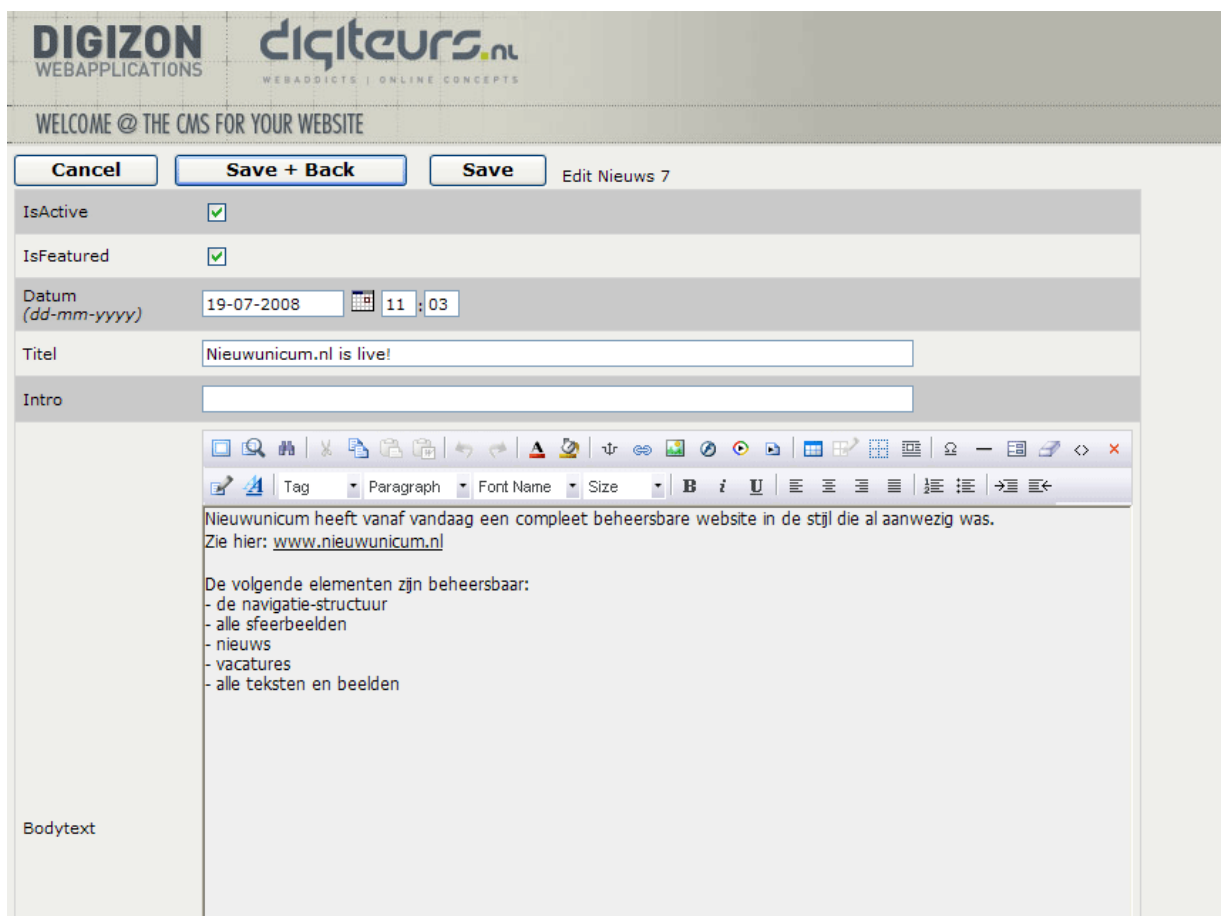 DIGIZON digiteurs.nl
WEBAPPLICATIONS WEBADDICTS | ONLINE CONCEPTS
WELCOME @ THE CMS FOR YOUR WEBSITE
Cancel Save + Back Save Edit Nieuws 7
IsActive
IsFeatured
Datum
(dd-mm-yyyy) 19-07-2008 11 : 03
Titel Nieuwunicum.nl is live!
Intro
Tag Paragraph Font Name Size B i U
Nieuwunicum heeft vanaf vandaag een compleet beheersbare website in de stijl die al aanwezig was.
Zie hier: www.nieuwunicum.nl
De volgende elementen zijn beheersbaar:
- de navigatie-structuur
- alle sfeerbeelden
- nieuws
- vacatures
- alle teksten en beelden
Bodytext